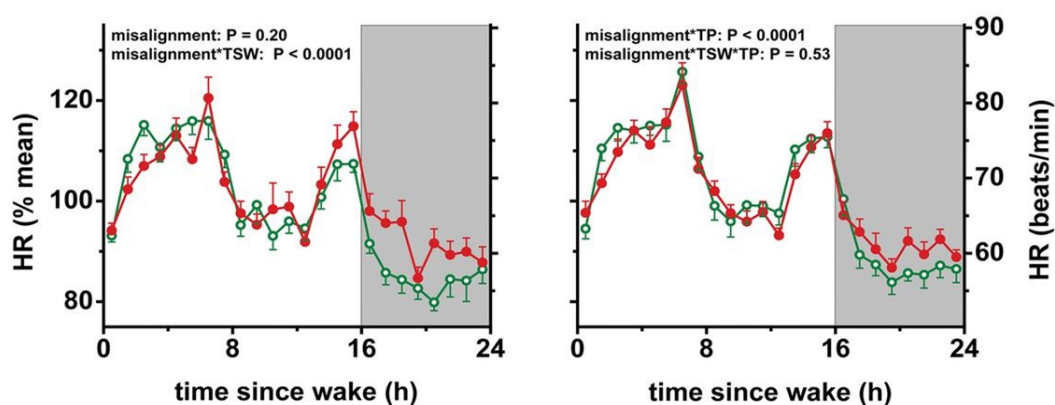 misalignment: P = 0.20
misalignment*TSW: P < 0.0001
HR (% mean)
120
100
80
0
8
16
24
time since wake (h)
misalignment*TP: P < 0.0001
misalignment*TSW*TP: P = 0.53
90
80
70
60
HR (beats/min)
0
8
16
24
time since wake (h)